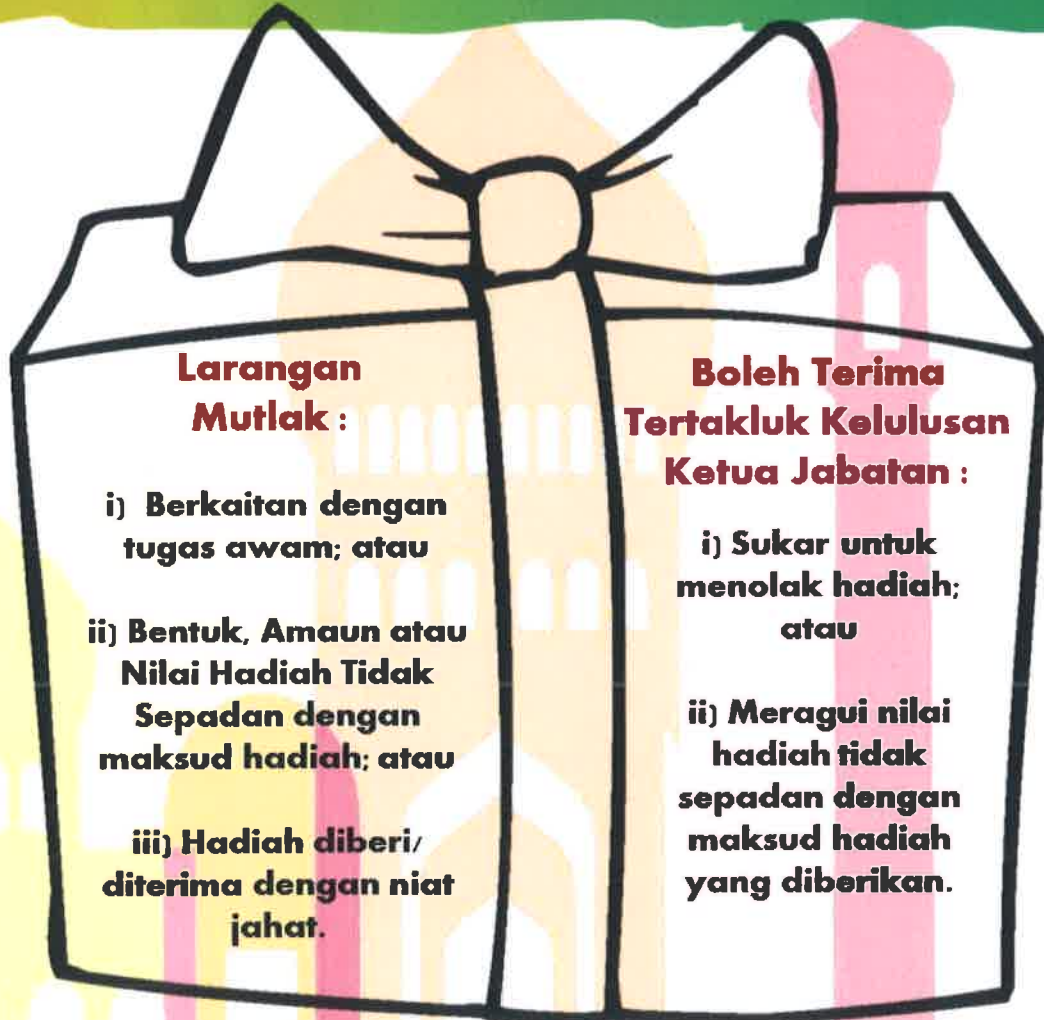 Larangan
Mutlak :
i) Berkaitan dengan
tugas awam; atau
ii) Bentuk, Amaun atau
Nilai Hadiah Tidak
Sepadan dengan
maksud hadiah; atau
iii) Hadiah diberi/
diterima dengan niat
jahat.
Boleh Terima
Tertakluk Kelulusan
Ketua Jabatan :
i) Sukar untuk
menolak hadiah;
atau
ii) Meragui nilai
hadiah tidak
sepadan dengan
maksud hadiah
yang diberikan.